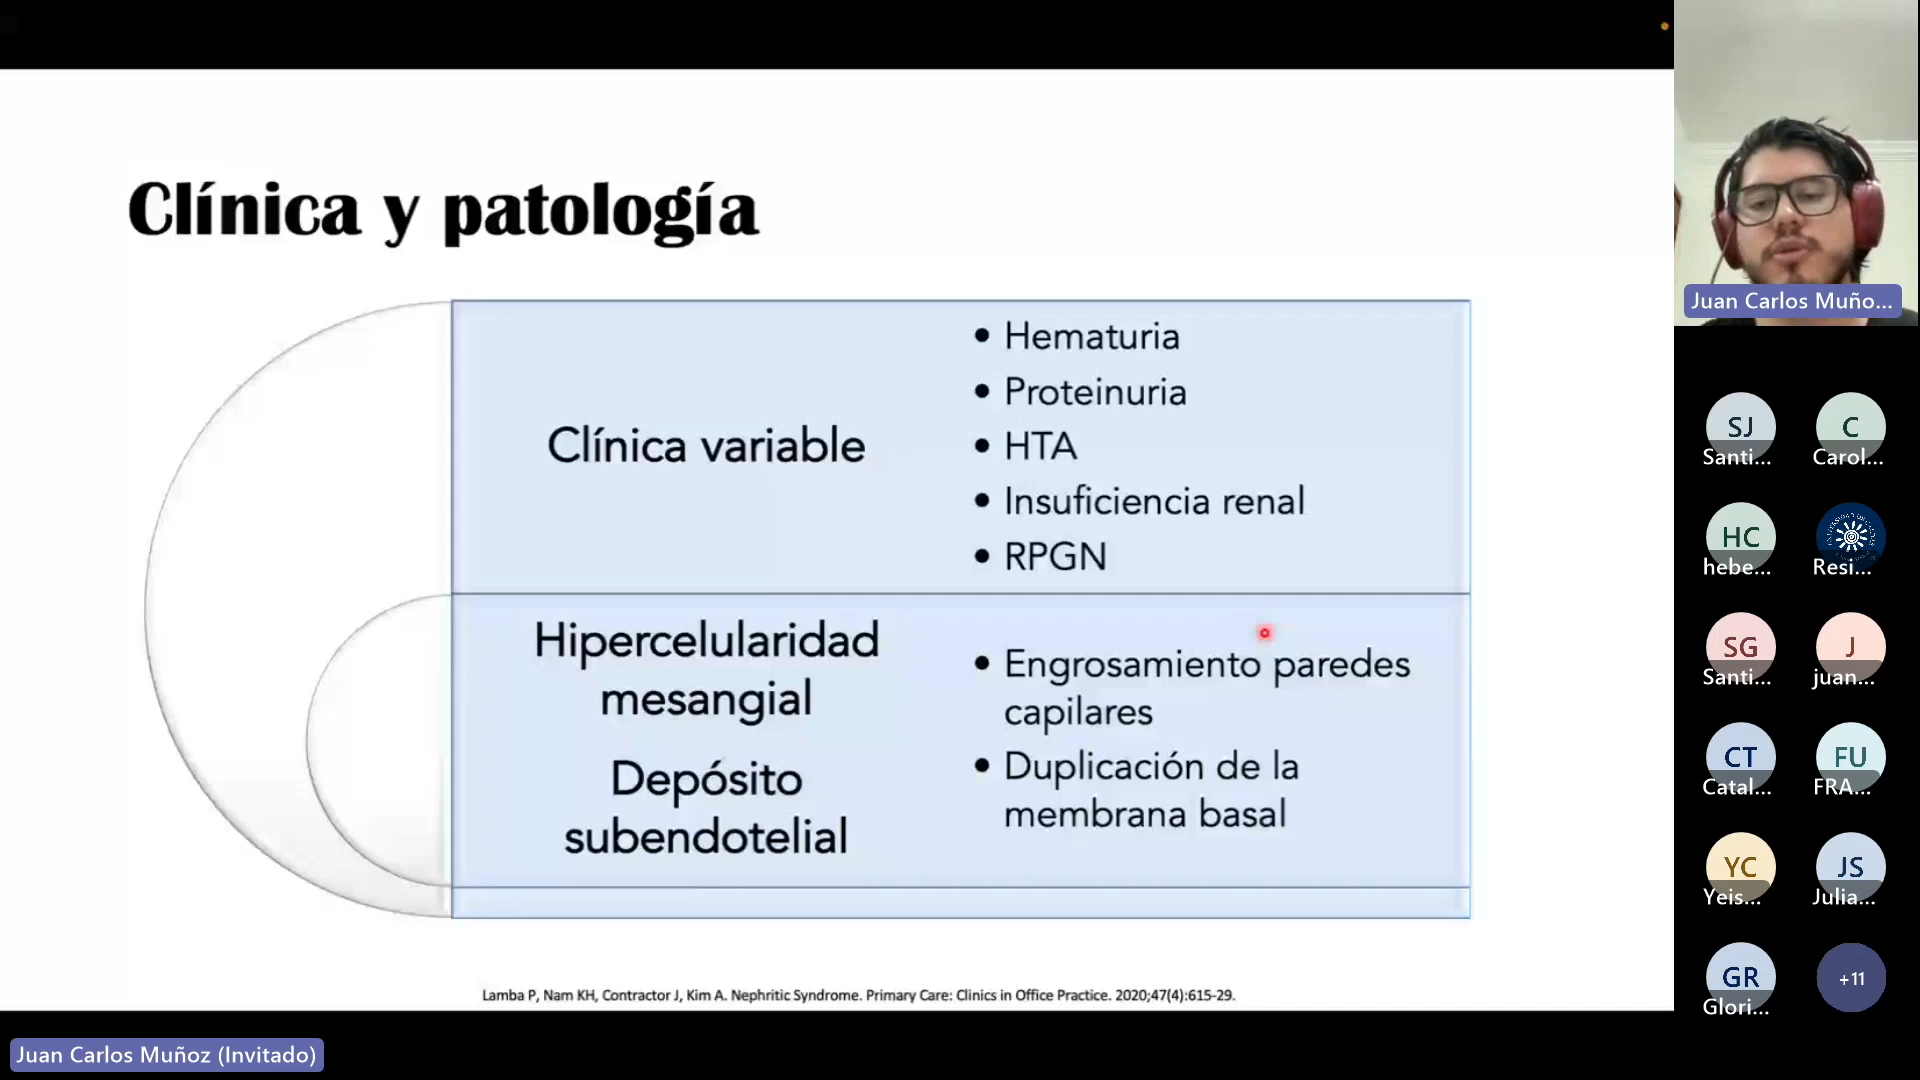 Clínica y patología
Clínica variable
• Hematuria
• Proteinuria
• HTA
• Insuficiencia renal
• RPGN
Hipercelularidad
mesangial
Depósito
subendotelial
• Engrosamiento paredes
capilares
• Duplicación de la
membrana basal
Lamba P, Nam KH, Contractor J, Kim A. Nephritic Syndrome. Primary Care: Clinics in Office Practice. 2020;47(4):615-29.
Juan Carlos Muñoz (Invitado)
Juan Carlos Muño...
SJ
Santi...
C
Carol...
HC
hebe...
Resi...
SG
Santi...
J
juan...
CT
Catal...
FU
FRA...
YC
Yeis...
JS
Julia...
GR
Glori...
+11